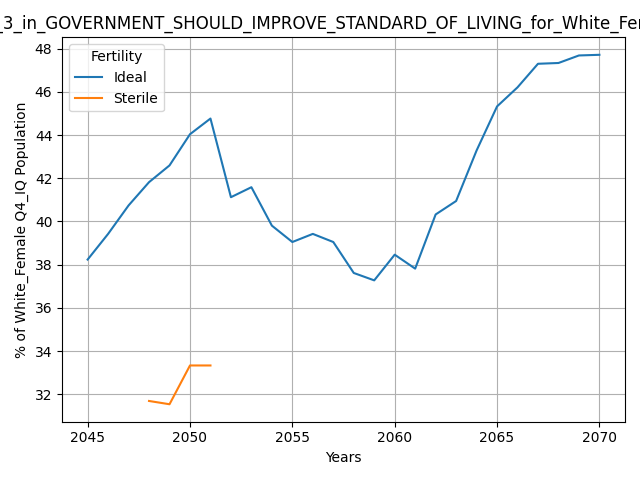 _3_in_GOVERNMENT_SHOULD_IMPROVE_STANDARD_OF_LIVING_for_White_Fem
Fertility
Ideal
Sterile
% of White_Female Q4_IQ Population
48
46
44
42
40
38
36
34
32
2045
2050
2055
2060
2065
2070
Years